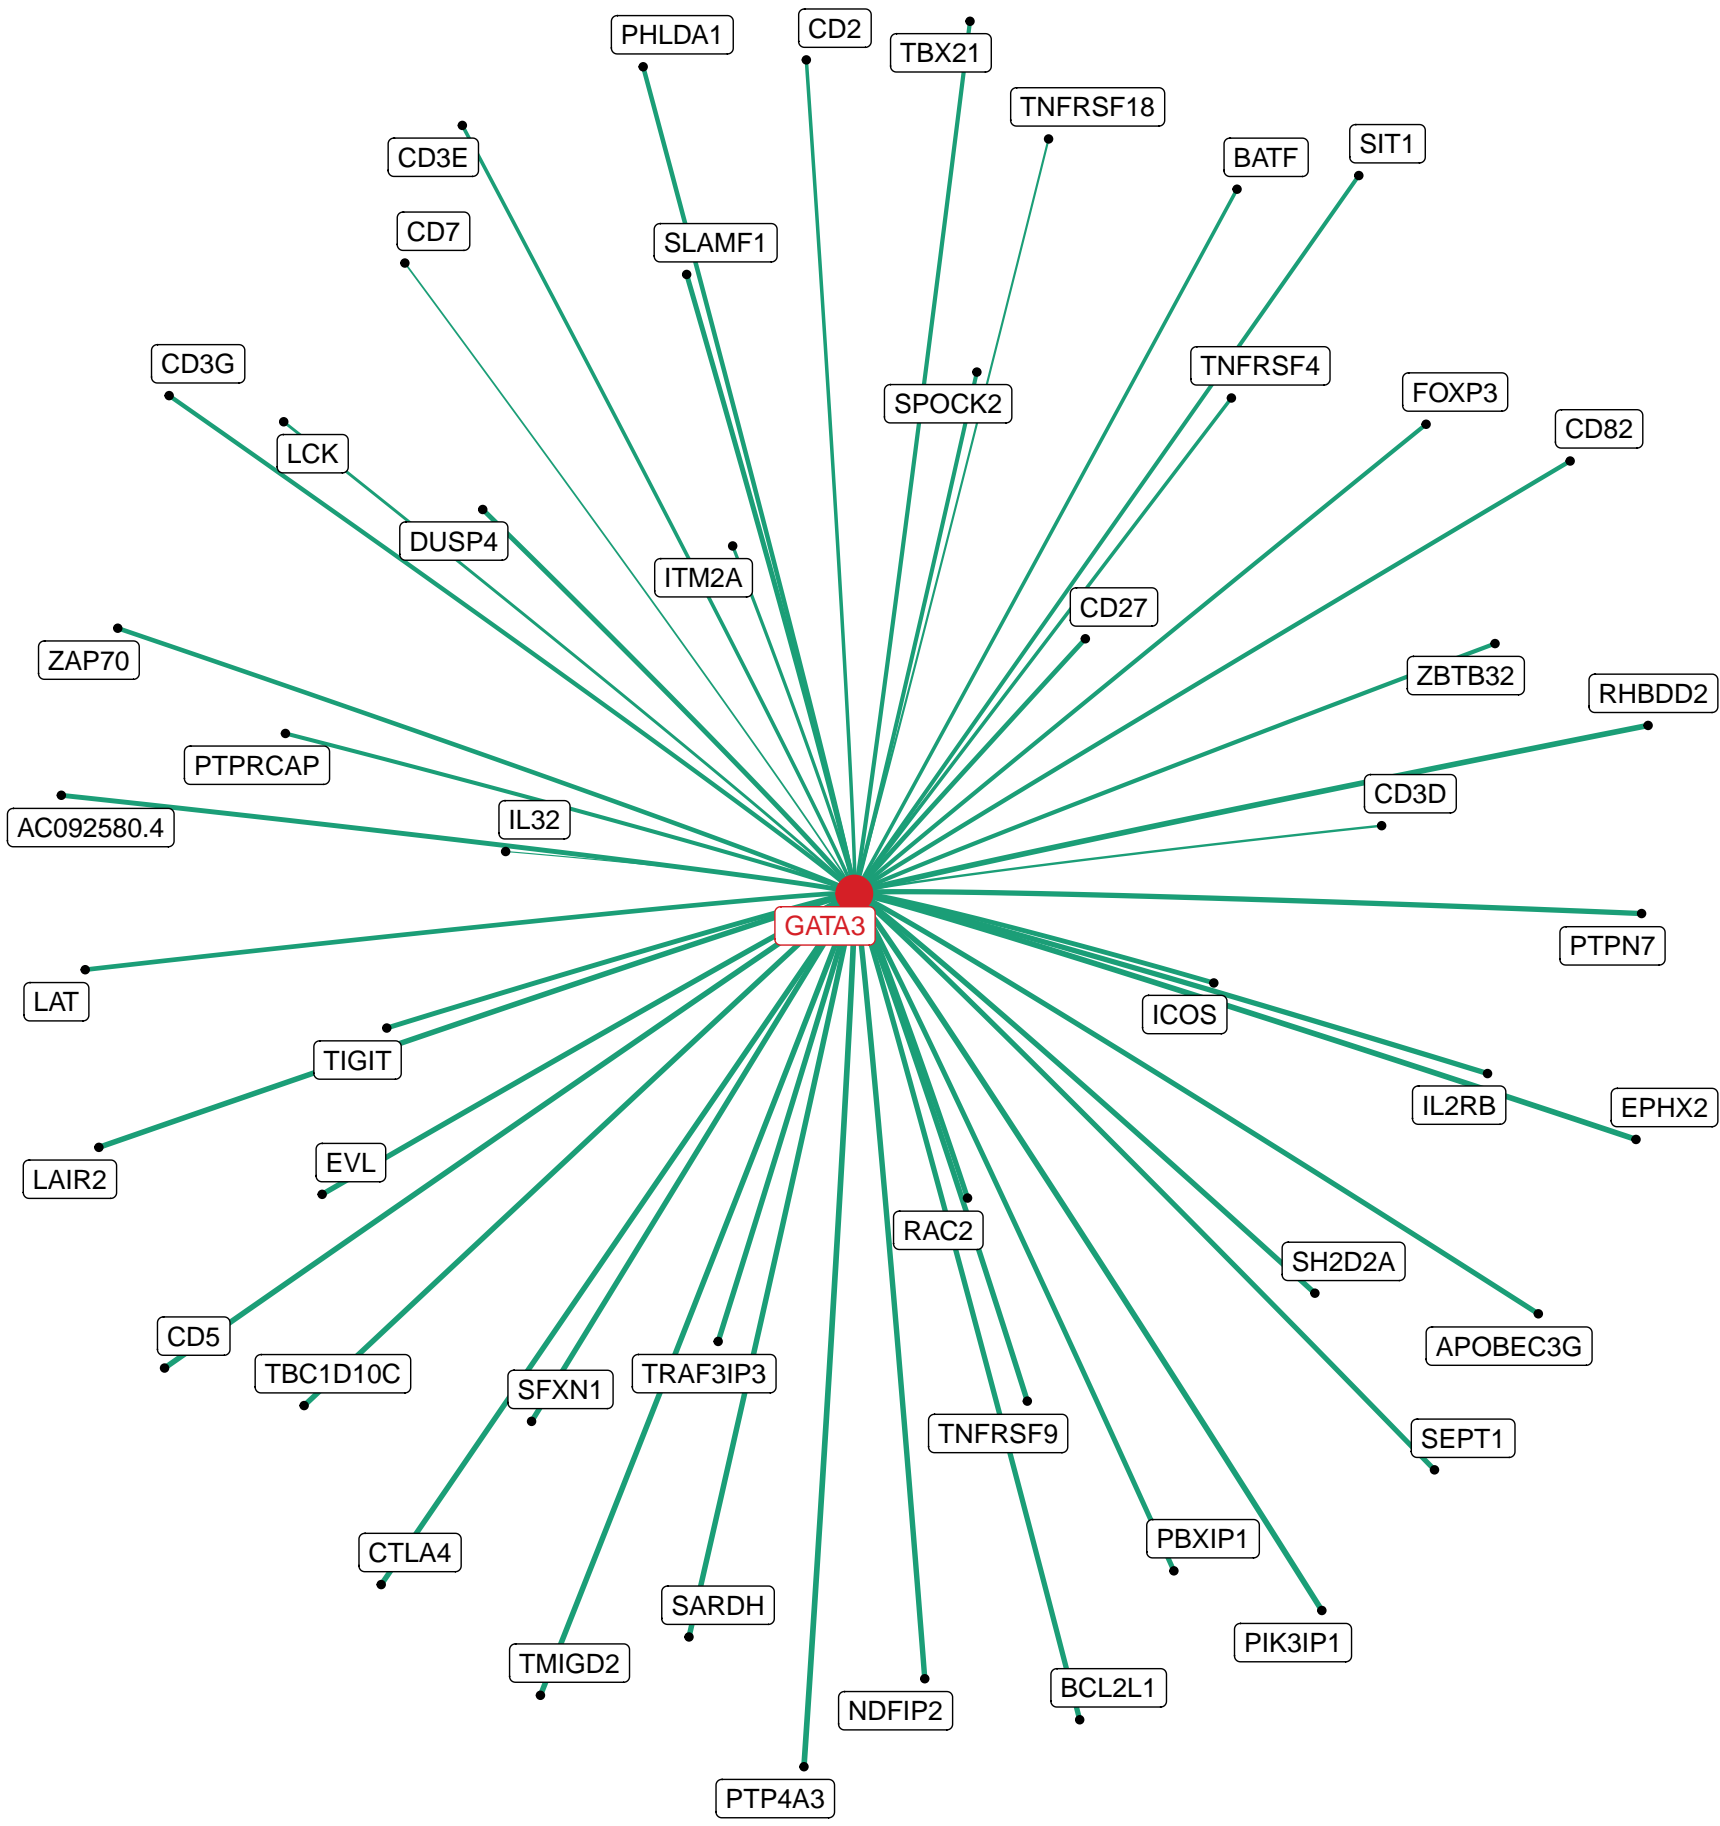 CD2
PHLDA1
TBX21
TNFRSF18
SIT1
CD3E
BATF
CD7
SLAMF1
CD3G
TNFRSF4
FOXP3
SPOCK2
CD82
LCK
DUSP4
ITM2A
CD27
ZAP70
ZBTB32
RHBDD2
PTPRCAP
CD3D
IL32
AC092580.4
GATA3
PTPN7
LAT
ICOS
TIGIT
IL2RB
EPHX2
EVL
LAIR2
RAC2
SH2D2A
CD5
APOBEC3G
TBC1D10C
TRAF3IP3
SFXN1
TNFRSF9
SEPT1
PBXIP1
CTLA4
SARDH
PIK3IP1
TMIGD2
BCL2L1
NDFIP2
PTP4A3